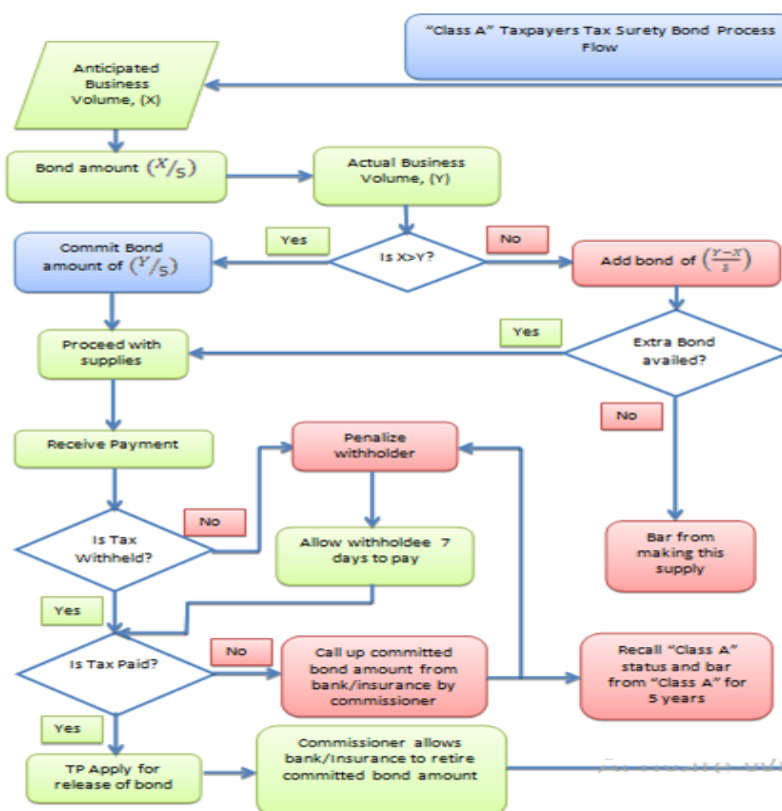 “Class A” Taxpayers Tax Surety Bond Process
Flow
Anticipated
Business
Volume, (X)
Bond amount (X/5)
Actual Business
Volume, (Y)
Yes
No
Commit Bond
amount of (Y/5)
Is X>Y?
Add bond of (Y−X/5)
Yes
Proceed with
supplies
Extra Bond
availed?
No
Receive Payment
Penalize
withholder
No
Is Tax
Withheld?
Allow withholdee 7
days to pay
Bar from
making this
supply
Yes
Is Tax Paid?
No
Call up committed
bond amount from
bank/insurance by
commissioner
Recall “Class A”
status and bar
from “Class A” for
5 years
Yes
TP Apply for
release of bond
Commissioner allows
bank/Insurance to retire
committed bond amount